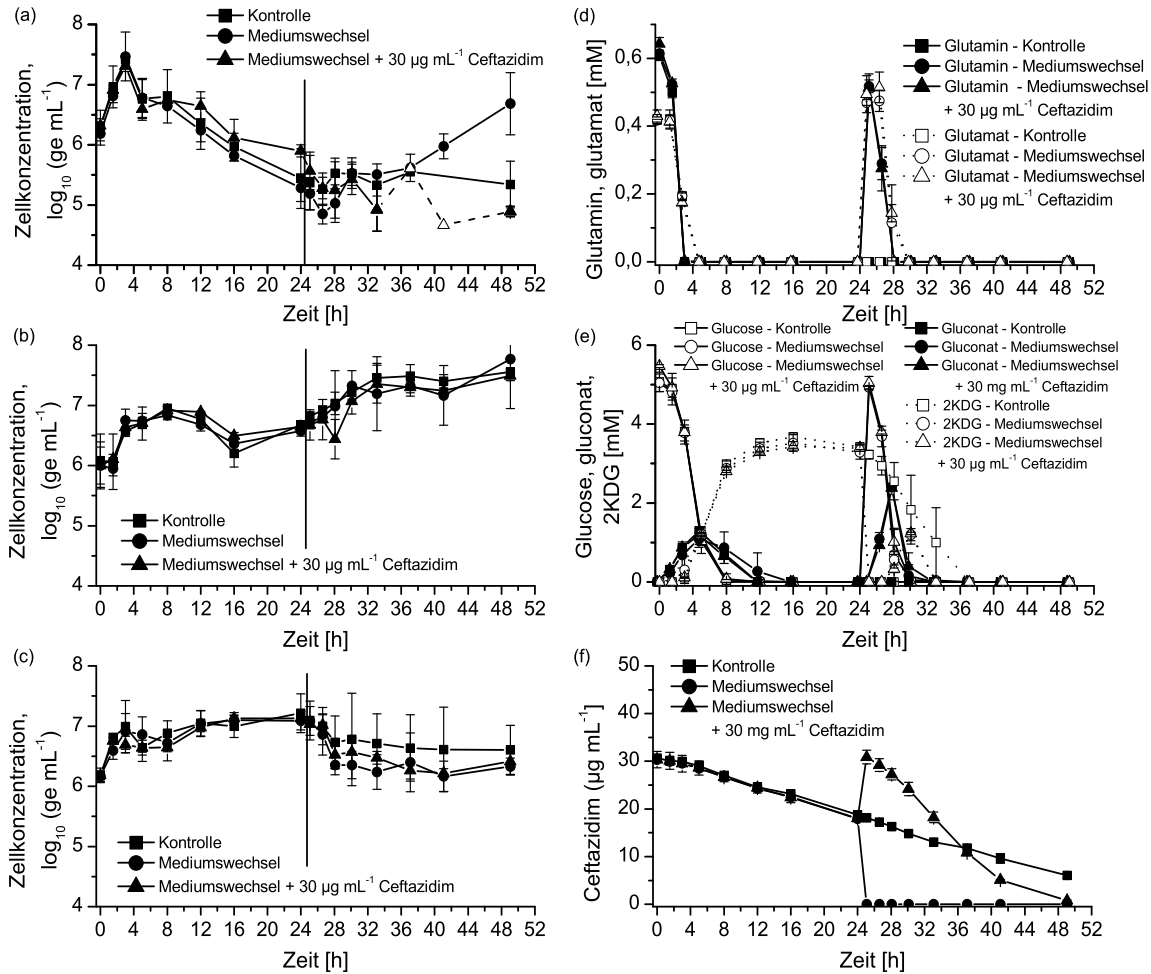 (a)
8
7
6
5
4
Zellkonzentration,
log10 (ge mL-1)
Kontrolle
Mediumswechsel
Mediumswechsel + 30 µg mL-1 Ceftazidim
0 4 8 12 16 20 24 28 32 36 40 44 48 52
Zeit [h]
(b)
8
7
6
5
4
Zellkonzentration,
log10 (ge mL-1)
Kontrolle
Mediumswechsel
Mediumswechsel + 30 µg mL-1 Ceftazidim
0 4 8 12 16 20 24 28 32 36 40 44 48 52
Zeit [h]
(c)
8
7
6
5
4
Zellkonzentration,
log10 (ge mL-1)
Kontrolle
Mediumswechsel
Mediumswechsel + 30 µg mL-1 Ceftazidim
0 4 8 12 16 20 24 28 32 36 40 44 48 52
Zeit [h]
(d)
0,6
0,4
0,2
0,0
Glutamin, glutamat [mM]
Glutamin - Kontrolle
Glutamin - Mediumswechsel
Glutamin - Mediumswechsel
+ 30 µg mL-1 Ceftazidim
Glutamat - Kontrolle
Glutamat - Mediumswechsel
Glutamat - Mediumswechsel
+ 30 µg mL-1 Ceftazidim
0 4 8 12 16 20 24 28 32 36 40 44 48 52
Zeit [h]
(e)
6
4
2
0
Glucose, gluconat,
2KDG [mM]
Glucose - Kontrolle
Glucose - Mediumswechsel
Glucose - Mediumswechsel
+ 30 µg mL-1 Ceftazidim
Gluconat - Kontrolle
Gluconat - Mediumswechsel
Gluconat - Mediumswechsel
+ 30 mg mL-1 Ceftazidim
2KDG - Kontrolle
2KDG - Mediumswechsel
2KDG - Mediumswechsel
+ 30 µg mL-1 Ceftazidim
0 4 8 12 16 20 24 28 32 36 40 44 48 52
Zeit [h]
(f)
50
40
30
20
10
0
Ceftazidim (µg mL-1)
Kontrolle
Mediumswechsel
Mediumswechsel
+ 30 mg mL-1 Ceftazidim
0 4 8 12 16 20 24 28 32 36 40 44 48 52
Zeit [h]